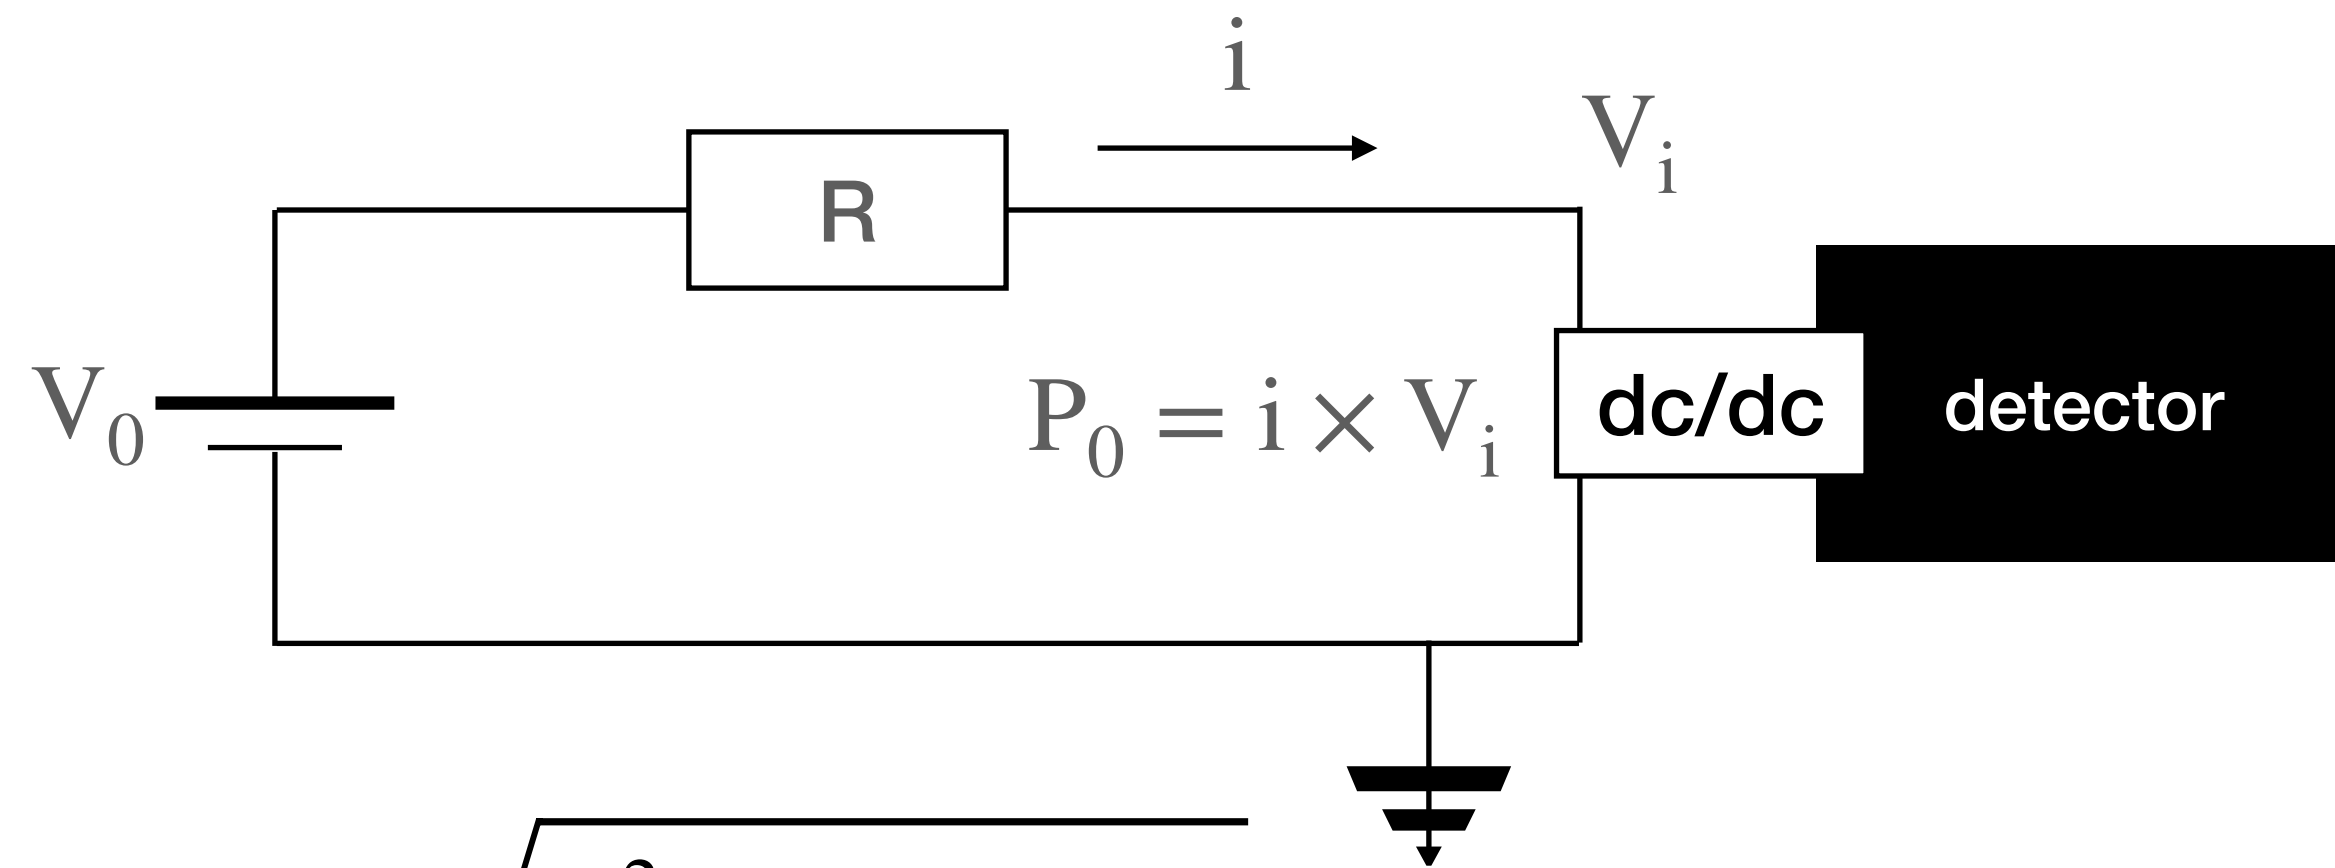 i
V_i
R
V_0
P_0 = i × V_i
dc/dc
detector